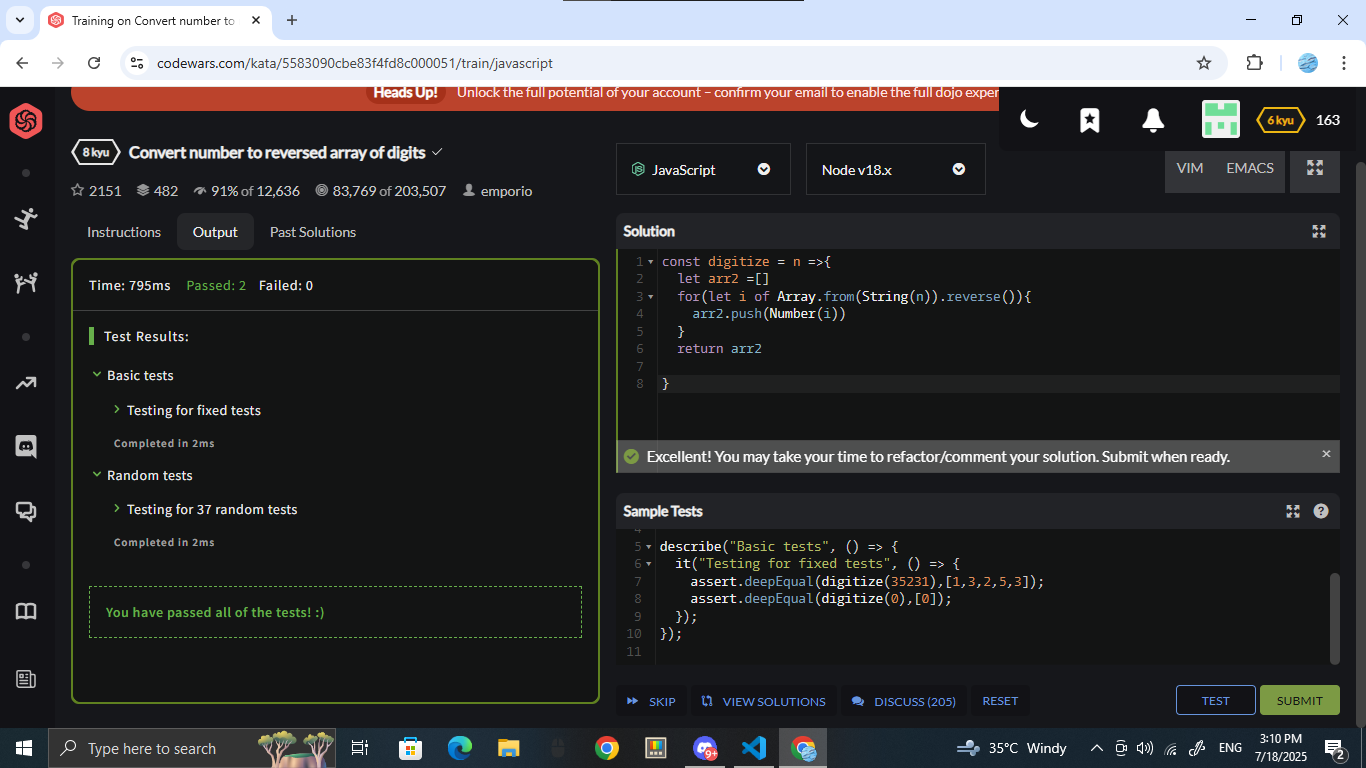 Training on Convert number to
codewars.com/kata/5583090cbe83f4fd8c000051/train/javascript
Heads Up! Unlock the full potential of your account – confirm your email to enable the full dojo exper
6 kyu 163
8 kyu Convert number to reversed array of digits
2151 482 91% of 12,636 83,769 of 203,507 emporio
JavaScript
Node v18.x
VIM EMACS
Instructions Output Past Solutions
Time: 795ms Passed: 2 Failed: 0
Test Results:
Basic tests
Testing for fixed tests
Completed in 2ms
Random tests
Testing for 37 random tests
Completed in 2ms
You have passed all of the tests! :)
Solution
1 const digitize = n =>{
2 let arr2 =[]
3 for(let i of Array.from(String(n)).reverse()){
4 arr2.push(Number(i))
5 }
6 return arr2
7
8 }
Excellent! You may take your time to refactor/comment your solution. Submit when ready.
Sample Tests
5 describe("Basic tests", () => {
6 it("Testing for fixed tests", () => {
7 assert.deepEqual(digitize(35231),[1,3,2,5,3]);
8 assert.deepEqual(digitize(0),[0]);
9 });
10 });
11
SKIP VIEW SOLUTIONS DISCUSS (205) RESET TEST SUBMIT
Type here to search
9+
35°C Windy
ENG
3:10 PM
7/18/2025
2